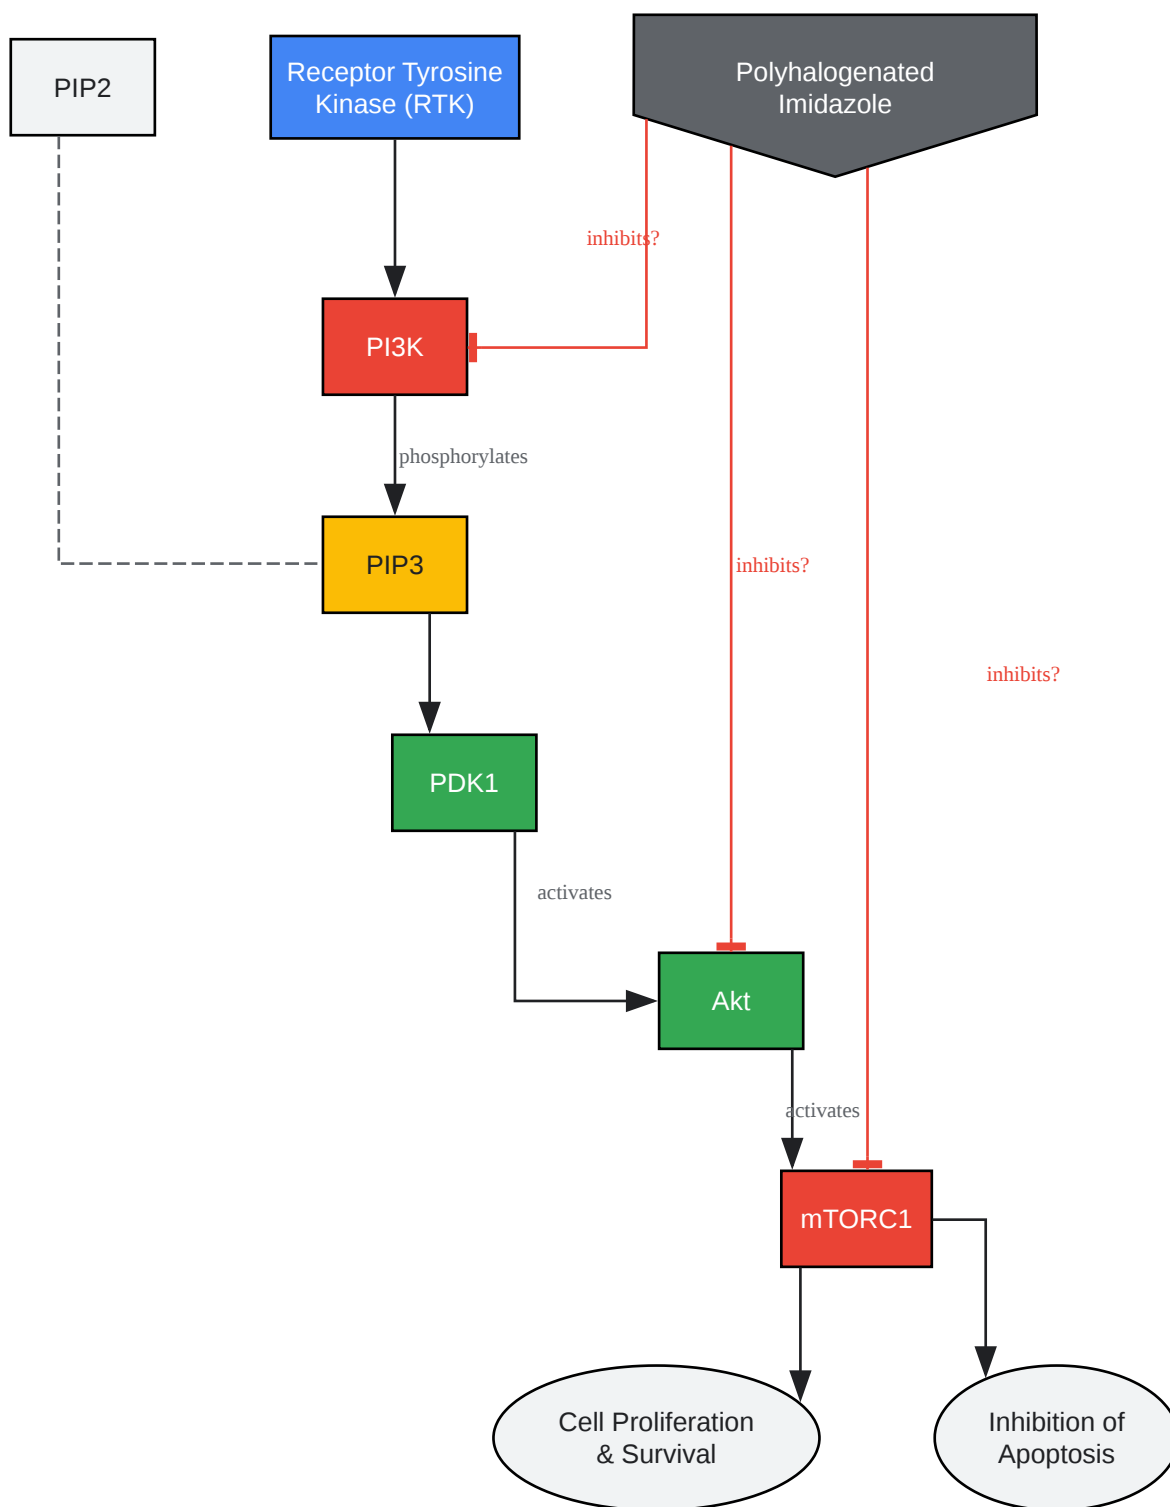 PIP2
Receptor Tyrosine
Kinase (RTK)
Polyhalogenated
Imidazole
inhibits?
PI3K
phosphorylates
PIP3
inhibits?
inhibits?
PDK1
activates
Akt
activates
mTORC1
Cell Proliferation
& Survival
Inhibition of
Apoptosis